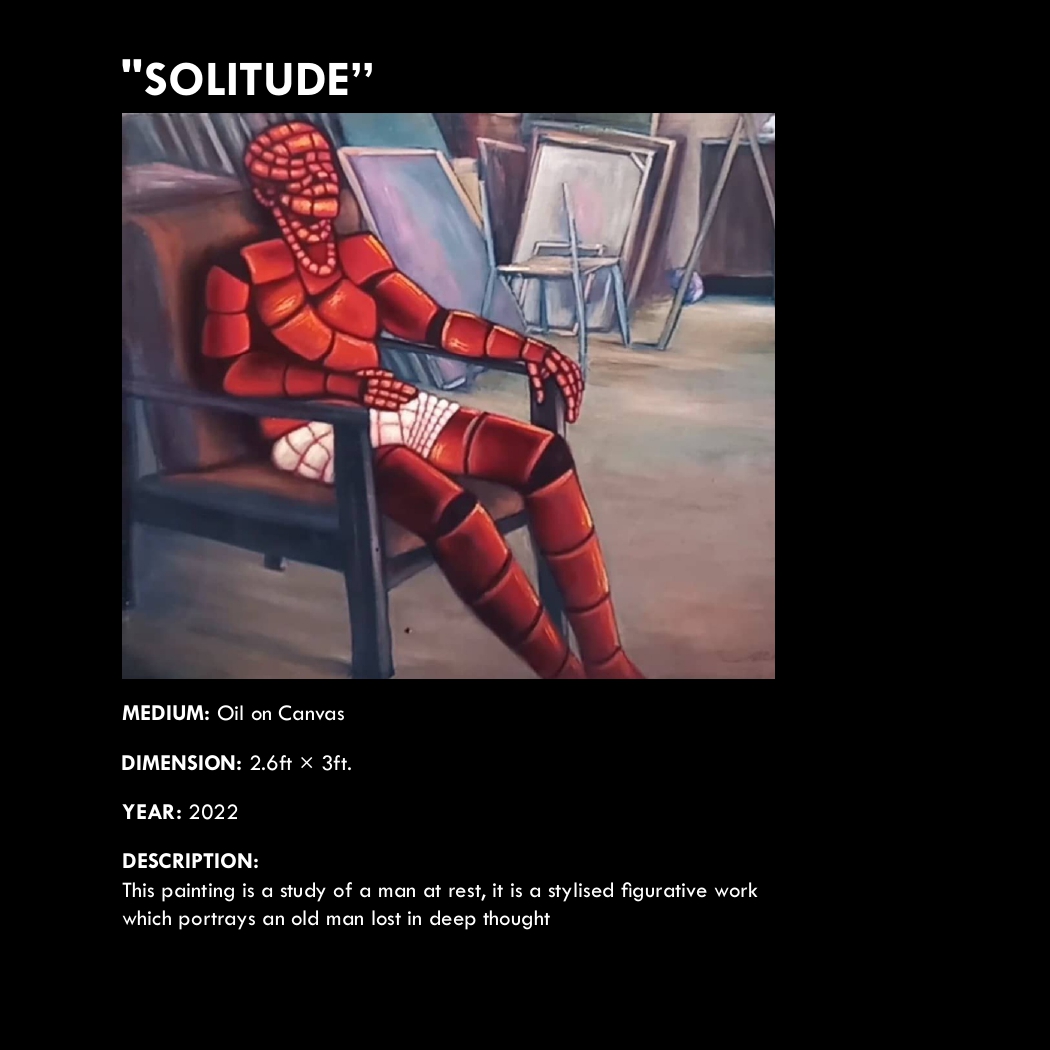 "SOLITUDE”
MEDIUM: Oil on Canvas
DIMENSION: 2.6ft × 3ft.
YEAR: 2022
DESCRIPTION:
This painting is a study of a man at rest, it is a stylised figurative work
which portrays an old man lost in deep thought